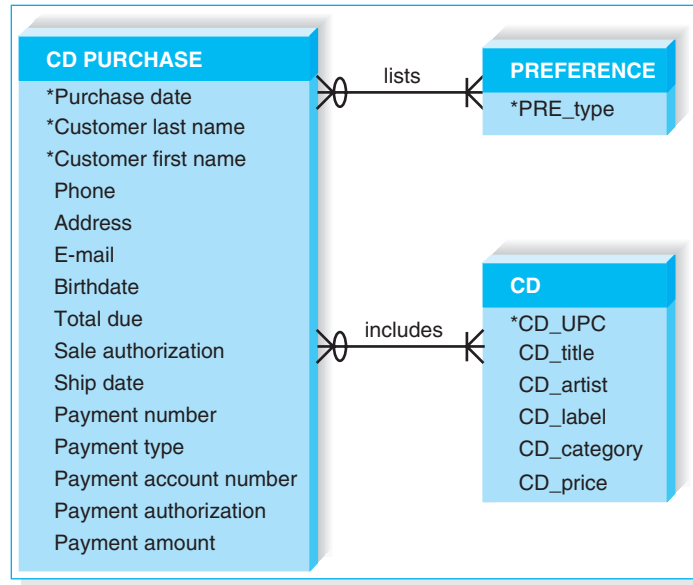 CD PURCHASE
*Purchase date
*Customer last name
*Customer first name
Phone
Address
E-mail
Birthdate
Total due
Sale authorization
Ship date
Payment number
Payment type
Payment account number
Payment authorization
Payment amount
lists
PREFERENCE
*PRE_type
includes
CD
*CD_UPC
CD_title
CD_artist
CD_label
CD_category
CD_price